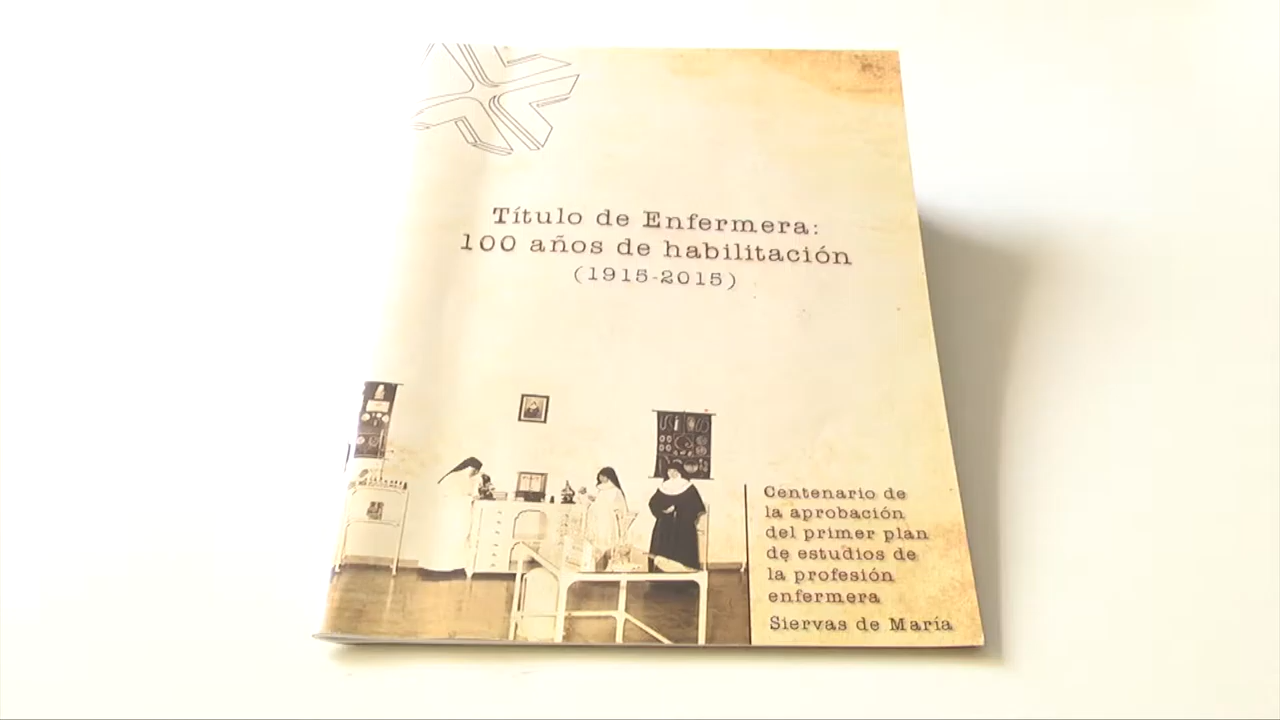 Título de Enfermera:
100 años de habilitación
(1915-2015)
Centenario de
la aprobación
del primer plan
de estudios de
la profesión
enfermera
Siervas de María